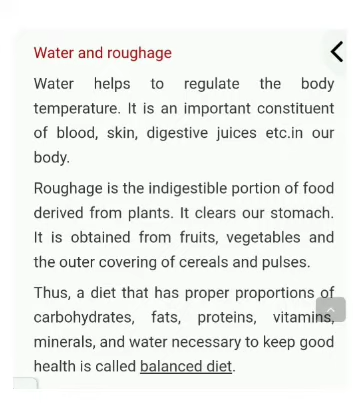 Water and roughage
Water helps to regulate the body
temperature. It is an important constituent
of blood, skin, digestive juices etc.in our
body.
Roughage is the indigestible portion of food
derived from plants. It clears our stomach.
It is obtained from fruits, vegetables and
the outer covering of cereals and pulses.
Thus, a diet that has proper proportions of
carbohydrates, fats, proteins, vitamins,
minerals, and water necessary to keep good
health is called balanced diet.